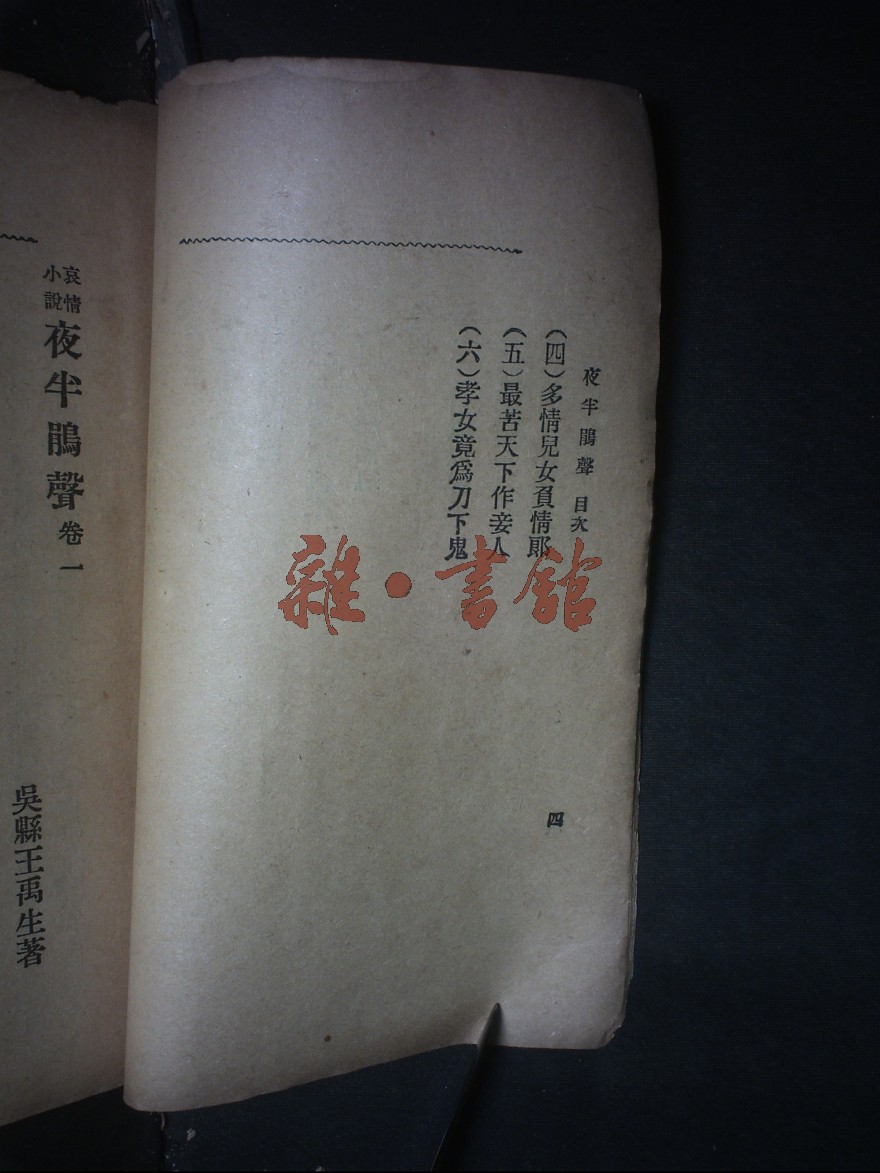 夜半鵑聲 目次
(四)多情兒女負情郎
(五)最苦天下作妾人
(六)孝女竟爲刀下鬼
四
哀情
小說
夜半鵑聲 卷一
吳縣王禹生著
雜·書館